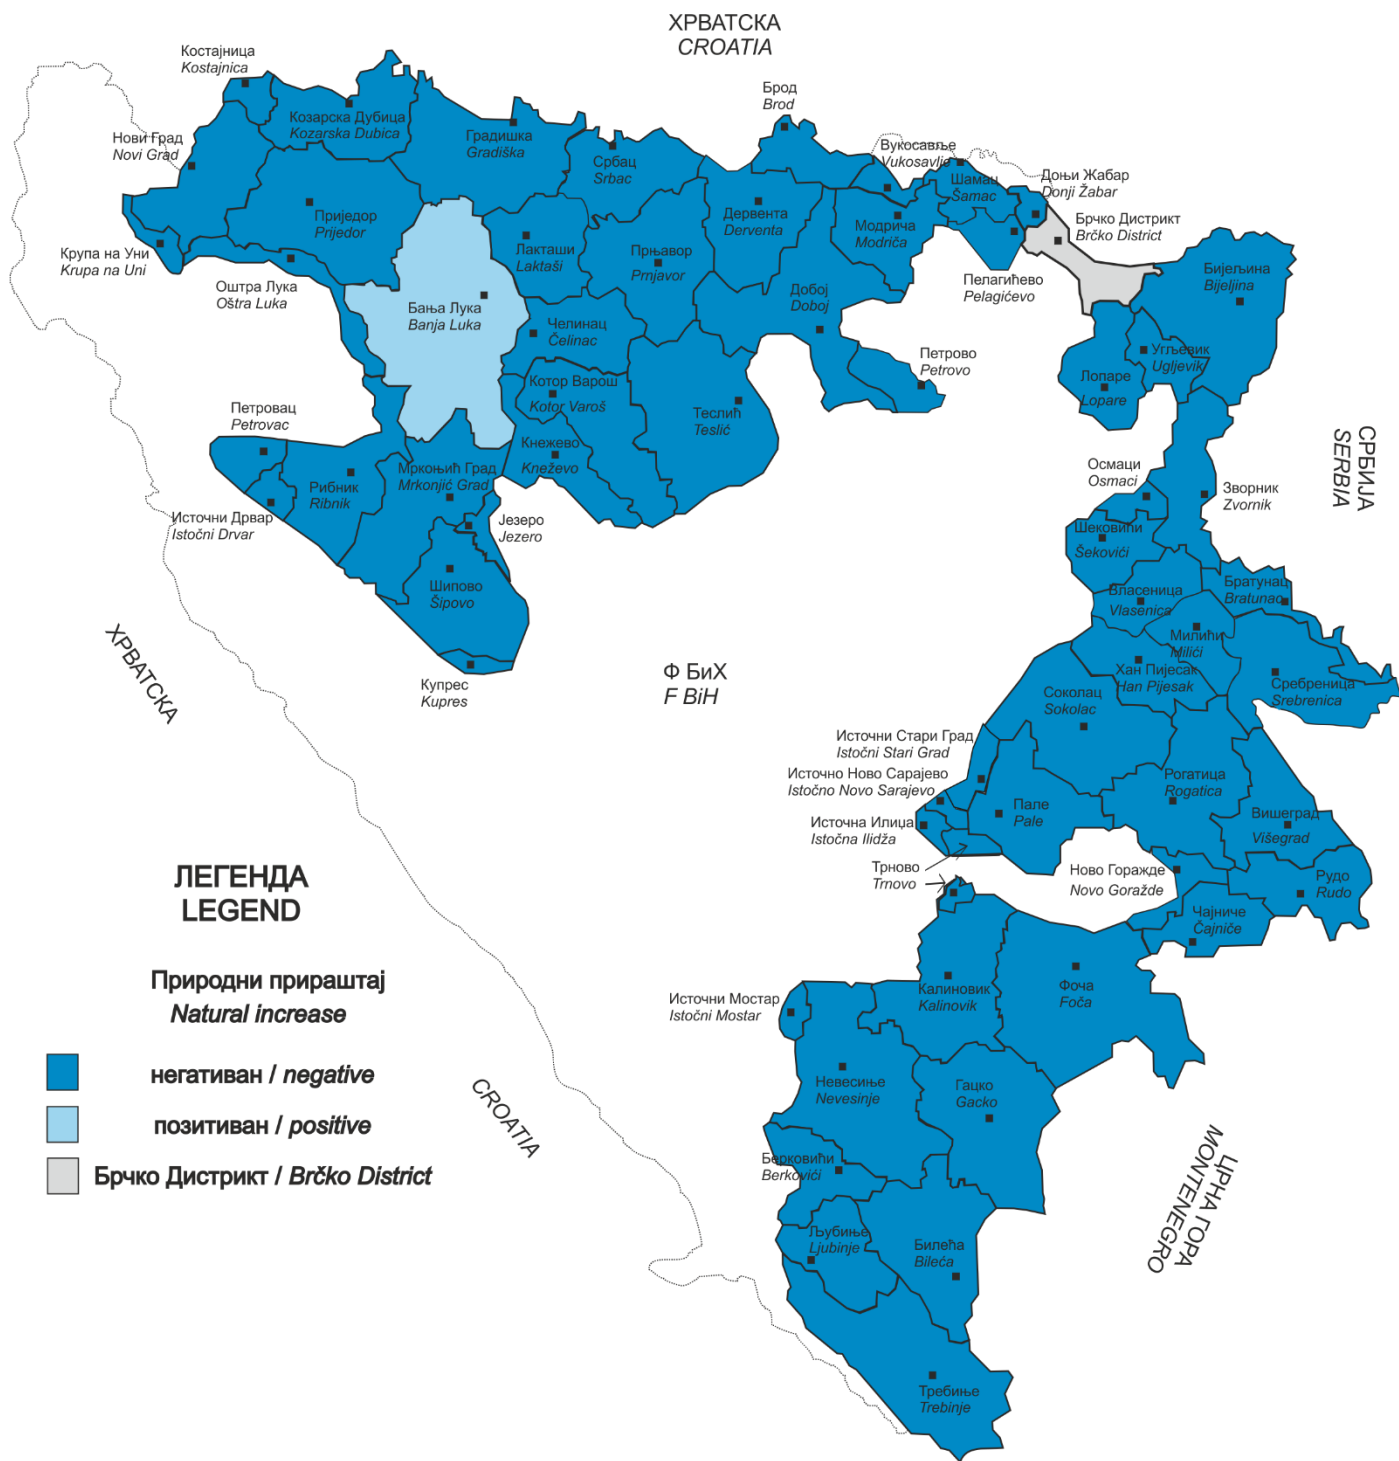 ХРВАТСКА
CROATIA
Костајница
Kostajnica
Козарска Дубица
Kozarska Dubica
Нови Град
Novi Grad
Градишка
Gradiška
Србац
Srbac
Брод
Brod
Вукосавље
Vukosavlje
Шамац
Šamac
Доњи Жабар
Donji Žabar
Брчко Дистрикт
Brčko District
Приједор
Prijedor
Крупа на Уни
Krupa na Uni
Оштра Лука
Oštra Luka
Бања Лука
Banja Luka
Лакташи
Laktaši
Прњавор
Prnjavor
Дервента
Derventa
Модрича
Modriča
Пелагићево
Pelagićevo
Бијељина
Bijeljina
Добој
Doboj
Челинац
Čelinac
Петрово
Petrovo
Угљевик
Ugljevik
Лопаре
Lopare
Котор Варош
Kotor Varoš
Теслић
Teslić
Петровац
Petrovac
Кнежево
Kneževo
Рибник
Ribnik
Мркоњић Град
Mrkonjić Grad
Источни Дрвар
Istočni Drvar
Језеро
Jezero
Шипово
Šipovo
Купрес
Kupres
СРБИЈА
SERBIA
Осмаци
Osmaci
Зворник
Zvornik
Шековићи
Šekovići
Власеница
Vlasenica
Братунац
Bratunac
Милићи
Milići
Хан Пијесак
Han Pijesak
Сребреница
Srebrenica
Соколац
Sokolac
ХРВАТСКА
Ф БиХ
F BiH
Источни Стари Град
Istočni Stari Grad
Источно Ново Сарајево
Istočno Novo Sarajevo
Источна Илиџа
Istočna Ilidža
Пале
Pale
Рогатица
Rogatica
Вишеград
Višegrad
Трново
Trnovo
Ново Горажде
Novo Goražde
Рудо
Rudo
Чајниче
Čajniče
Калиновик
Kalinovik
Фоча
Foča
Источни Мостар
Istočni Mostar
Невесиње
Nevesinje
Гацко
Gacko
Берковићи
Berkovići
Љубиње
Ljubinje
Билећа
Bileća
Требиње
Trebinje
ЦРНА ГОРА
MONTENEGRO
CROATIA
ЛЕГЕНДА
LEGEND
Природни прираштај
Natural increase
негативан / negative
позитиван / positive
Брчко Дистрикт / Brčko District